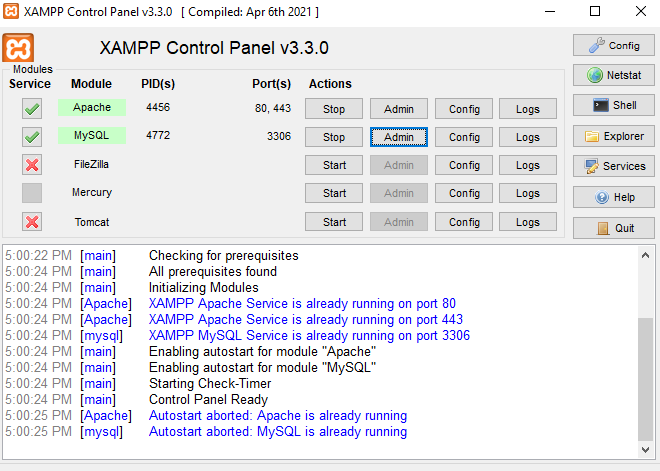 XAMPP Control Panel v3.3.0 [ Compiled: Apr 6th 2021 ]
XAMPP Control Panel v3.3.0
Config
Modules
Service Module PID(s) Port(s) Actions
Netstat
Apache 4456 80, 443 Stop Admin Config Logs
Shell
MySQL 4772 3306 Stop Admin Config Logs
Explorer
FileZilla Start Admin Config Logs
Services
Mercury Start Admin Config Logs
Help
Tomcat Start Admin Config Logs
Quit
5:00:22 PM [main] Checking for prerequisites
5:00:24 PM [main] All prerequisites found
5:00:24 PM [main] Initializing Modules
5:00:24 PM [Apache] XAMPP Apache Service is already running on port 80
5:00:24 PM [Apache] XAMPP Apache Service is already running on port 443
5:00:24 PM [mysql] XAMPP MySQL Service is already running on port 3306
5:00:24 PM [main] Enabling autostart for module "Apache"
5:00:24 PM [main] Enabling autostart for module "MySQL"
5:00:24 PM [main] Starting Check-Timer
5:00:24 PM [main] Control Panel Ready
5:00:25 PM [Apache] Autostart aborted: Apache is already running
5:00:25 PM [mysql] Autostart aborted: MySQL is already running